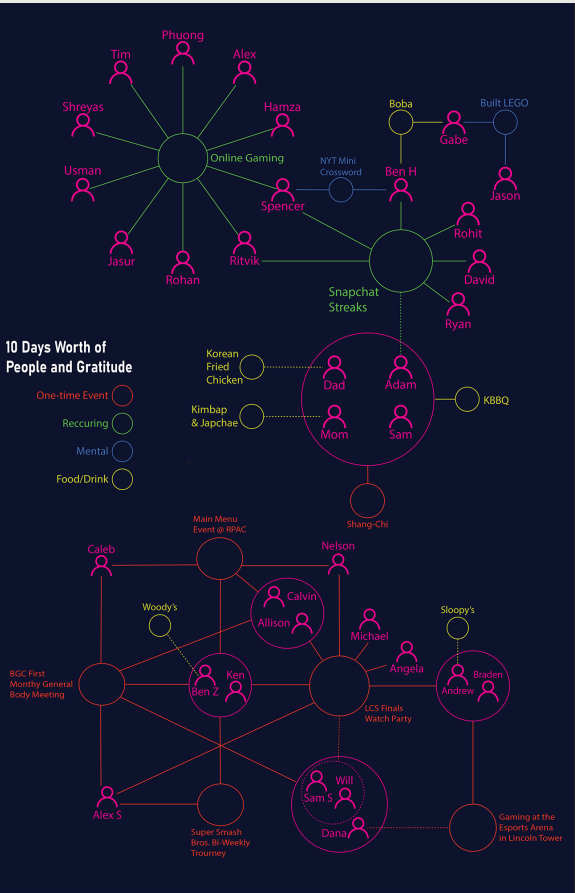 Phuong
Tim
Alex
Shreyas
Hamza
Boba
Built LEGO
Gabe
Online Gaming
NYT Mini
Crossword
Ben H
Usman
Spencer
Jason
Jasur
Rohan
Ritvik
Rohit
David
Snapchat
Streaks
Ryan
10 Days Worth of
People and Gratitude
One-time Event
Reccuring
Mental
Food/Drink
Korean
Fried
Chicken
Dad
Adam
KBBQ
Kimbap
& Japchae
Mom
Sam
Shang-Chi
Main Menu
Event @ RPAC
Caleb
Nelson
Calvin
Allison
Woody's
Sloopy's
Michael
Angela
BGC First
Monthy General
Body Meeting
Ken
Ben Z
Braden
Andrew
LCS Finals
Watch Party
Will
Sam S
Dana
Alex S
Super Smash
Bros. Bi-Weekly
Trourney
Gaming at the
Esports Arena
in Lincoln Tower